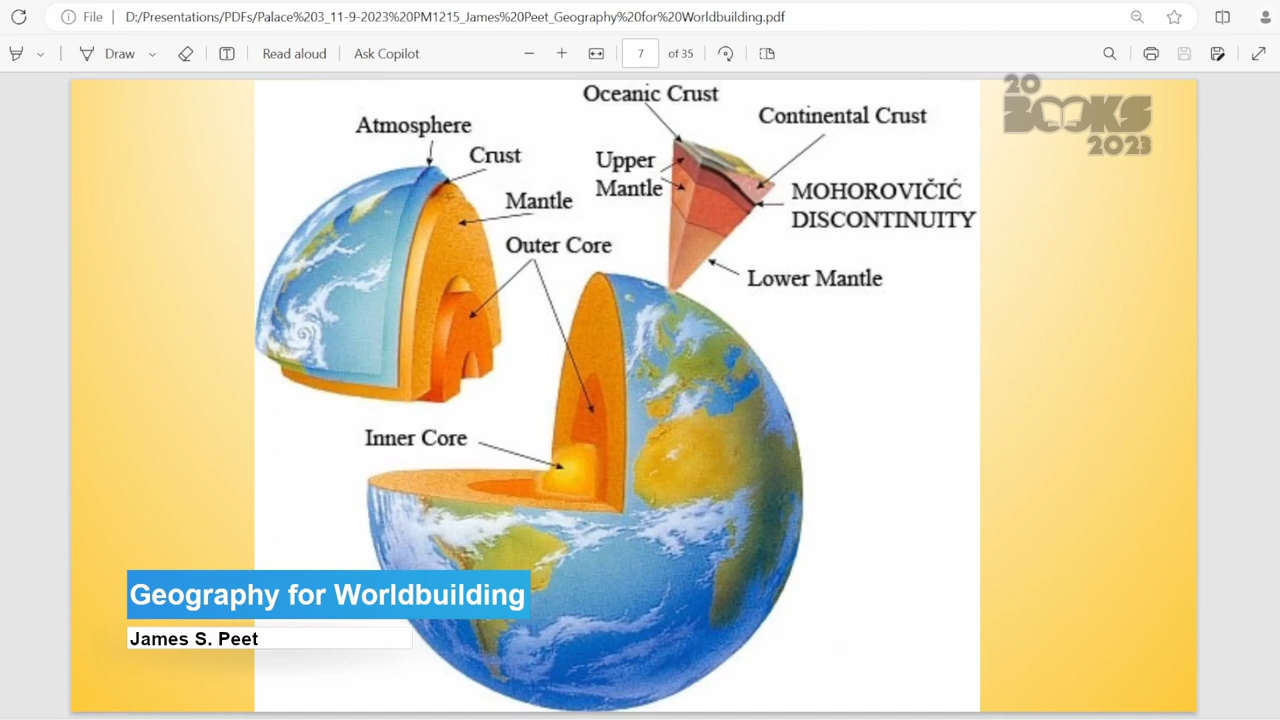 File
D:/Presentations/PDFs/Palace%203_11-9-2023%20PM1215_James%20Peet_Geography%20for%20Worldbuilding.pdf
Draw
Read aloud
Ask Copilot
7
of 35
20
BOOKS
2023
Oceanic Crust
Continental Crust
Atmosphere
Crust
Upper
Mantle
MOHOROVIČIĆ
DISCONTINUITY
Mantle
Outer Core
Lower Mantle
Inner Core
Geography for Worldbuilding
James S. Peet